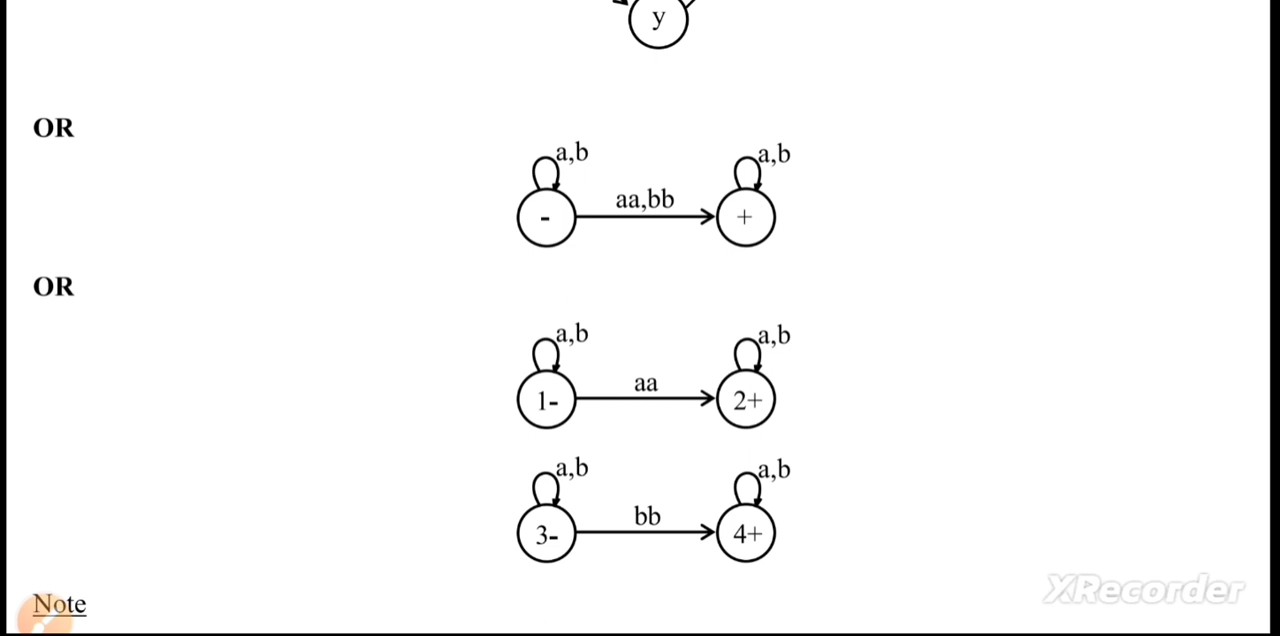 y
OR
a,b a,b
aa,bb
- +
OR
a,b a,b
aa
1- 2+
a,b a,b
bb
3- 4+
XRecorder
Note